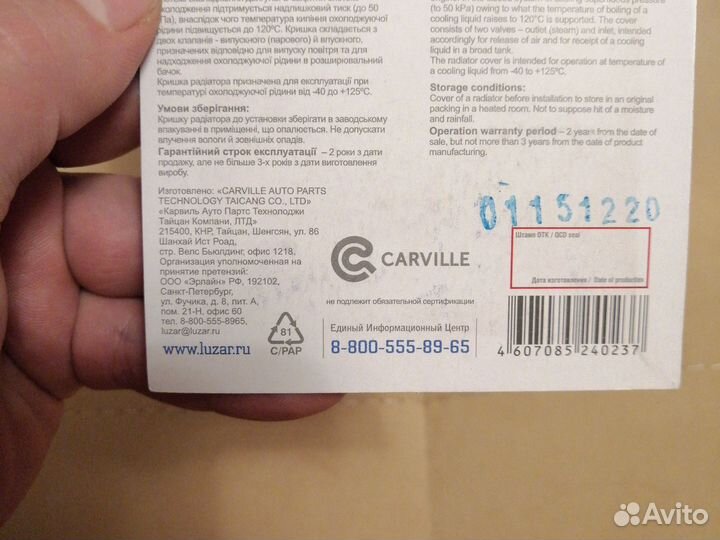 охолодження підтримується надлишковий тиск (до 50
Па), внаслідок чого температура кипіння охолоджуючої
рідини підвищується до 120ºС. Кришка складається з
двох клапанів - випускного (парового) й впускного,
призначених відповідно для випуску повітря та для
надходження охолоджуючої рідини в розширювальний
бачок.
Кришка радіатора призначена для експлуатації при
температурі охолоджуючої рідини від -40 до +125ºС.
Умови зберігання:
Кришку радіатора до установки зберігати в заводському
впакуванні в приміщенні, що опалюється. Не допускати
влучення вологи й зовнішніх опадів.
Гарантійний строк експлуатації – 2 роки з дати
продажу, але не більше 3-х років з дати виготовлення
виробу.
(to 50 kPa) owing to what the temperature of boiling of a
cooling liquid raises to 120°C is supported. The cover
consists of two valves – outlet (steam) and inlet, intended
accordingly for release of air and for receipt of a cooling
liquid in a broad tank.
The radiator cover is intended for operation at temperature of
a cooling liquid from -40 to +125ºC.
Storage conditions:
Cover of a radiator before installation to store in an original
packing in a heated room. Not to suppose hit of a moisture
and rainfall.
Operation warranty period – 2 years from the date of
sale, but not more than 3 years from the date of product
manufacturing.
Изготовлено: «CARVILLE AUTO PARTS
TECHNOLOGY TAICANG CO., LTD»
«Карвиль Ауто Партс Технолоджи
Тайцан Компани, ЛТД»
215400, КНР, Тайцан, Шенгсян, ул. 86
Шанхай Ист Роад,
стр. Велс Бьюлдинг, офис 1218.
Организация уполномоченная на
принятие претензий:
ООО «Эрлайн» РФ, 192102,
Санкт-Петербург,
ул. Фучика, д. 8, лит. А,
пом. 21-Н. офис 60
тел. 8-800-555-8965,
luzar@luzar.ru
www.luzar.ru
81
C/PAP
CARVILLE
не подлежит обязательной сертификации
Единый Информационный Центр
8-800-555-89-65
01151220
Штамп ОТК / QCD seal
Дата изготовления / Date of production
4 607085 240237
Avito